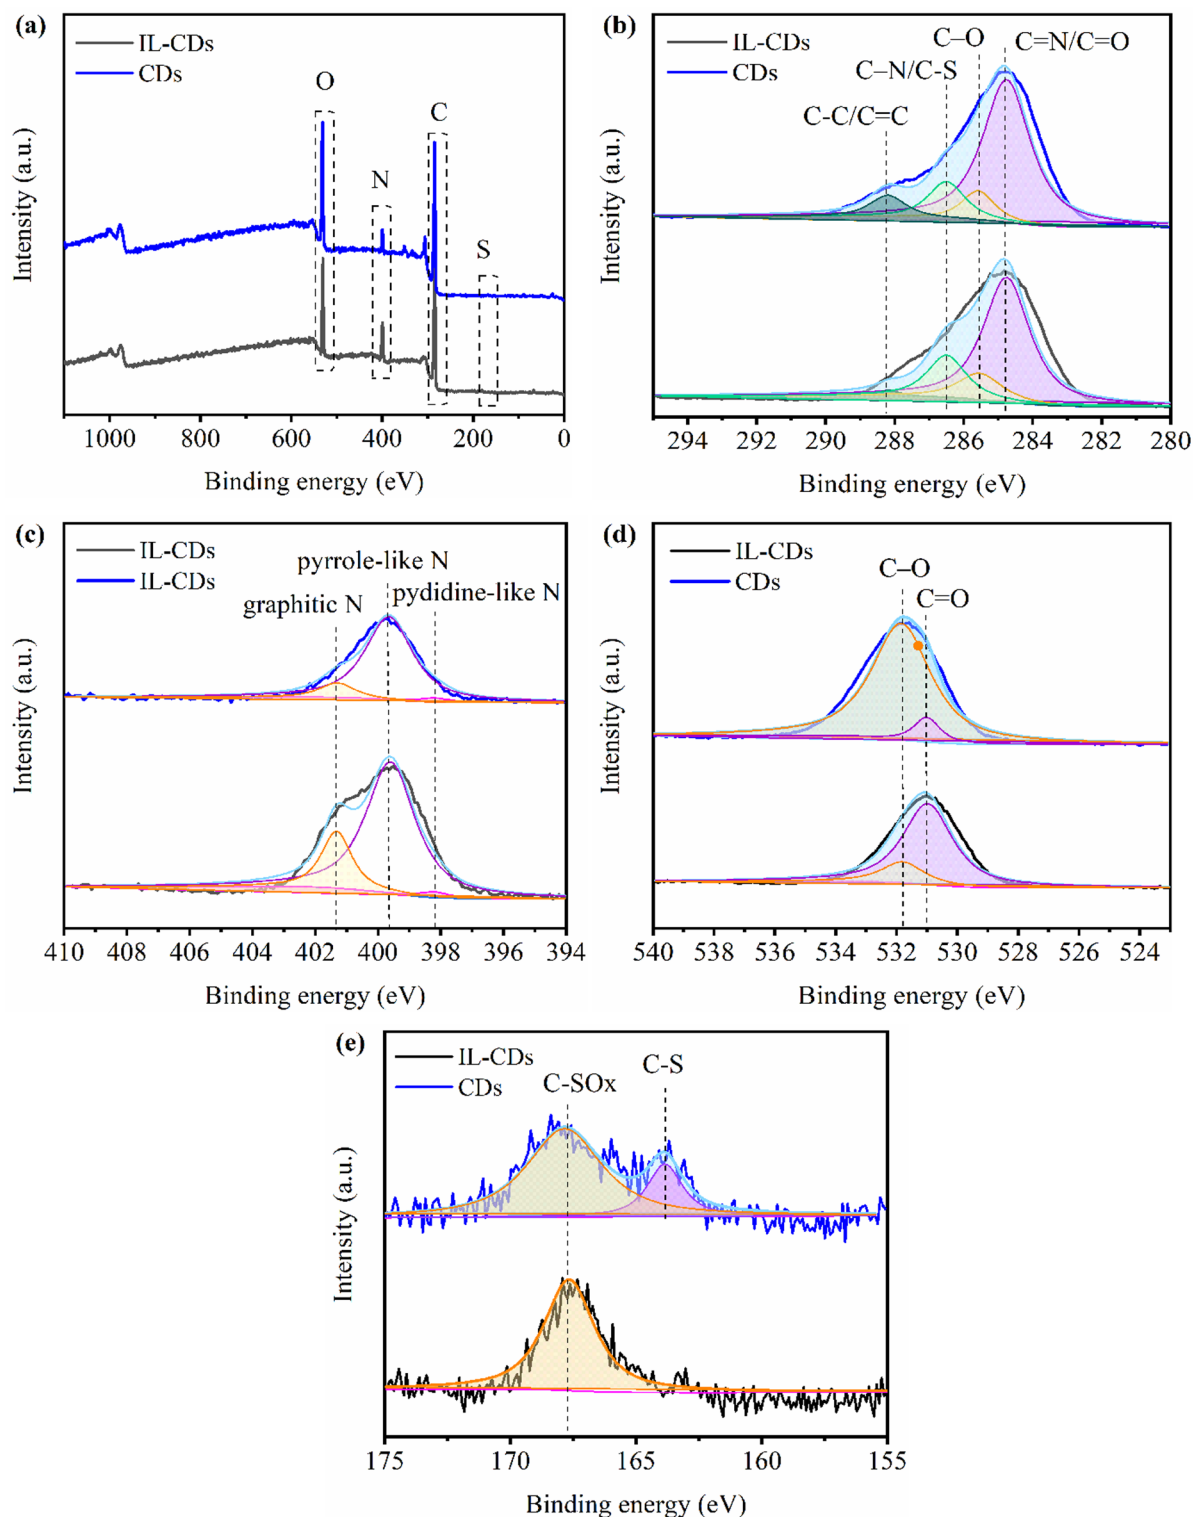 (a)
IL-CDs
CDs
O
N
C
S
Intensity (a.u.)
1000 800 600 400 200 0
Binding energy (eV)
(b)
IL-CDs
CDs
C–O
C=N/C=O
C–N/C-S
C-C/C=C
Intensity (a.u.)
294 292 290 288 286 284 282 280
Binding energy (eV)
(c)
IL-CDs
IL-CDs
pyrrole-like N
graphitic N
pydidine-like N
Intensity (a.u.)
410 408 406 404 402 400 398 396 394
Binding energy (eV)
(d)
IL-CDs
CDs
C–O
C=O
Intensity (a.u.)
540 538 536 534 532 530 528 526 524
Binding energy (eV)
(e)
IL-CDs
CDs
C-SOx
C-S
Intensity (a.u.)
175 170 165 160 155
Binding energy (eV)